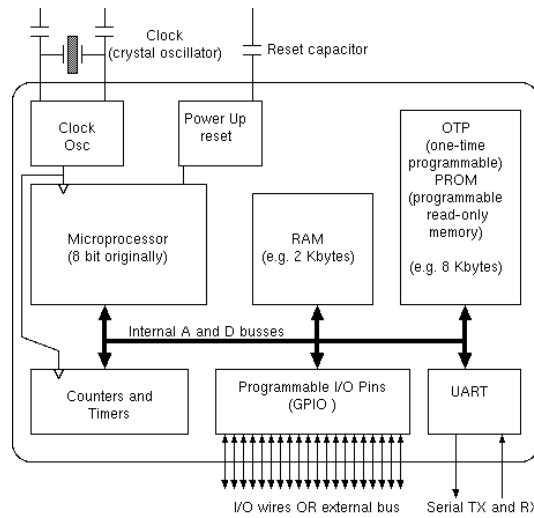 Clock
(crystal oscillator)
Reset capacitor
Clock
Osc
Power Up
reset
OTP
(one-time
programmable)
PROM
(programmable
read-only
memory)
(e.g. 8 Kbytes)
Microprocessor
(8 bit originally)
RAM
(e.g. 2 Kbytes)
Internal A and D busses
Counters and
Timers
Programmable I/O Pins
(GPIO )
UART
I/O wires OR external bus
Serial TX and RX